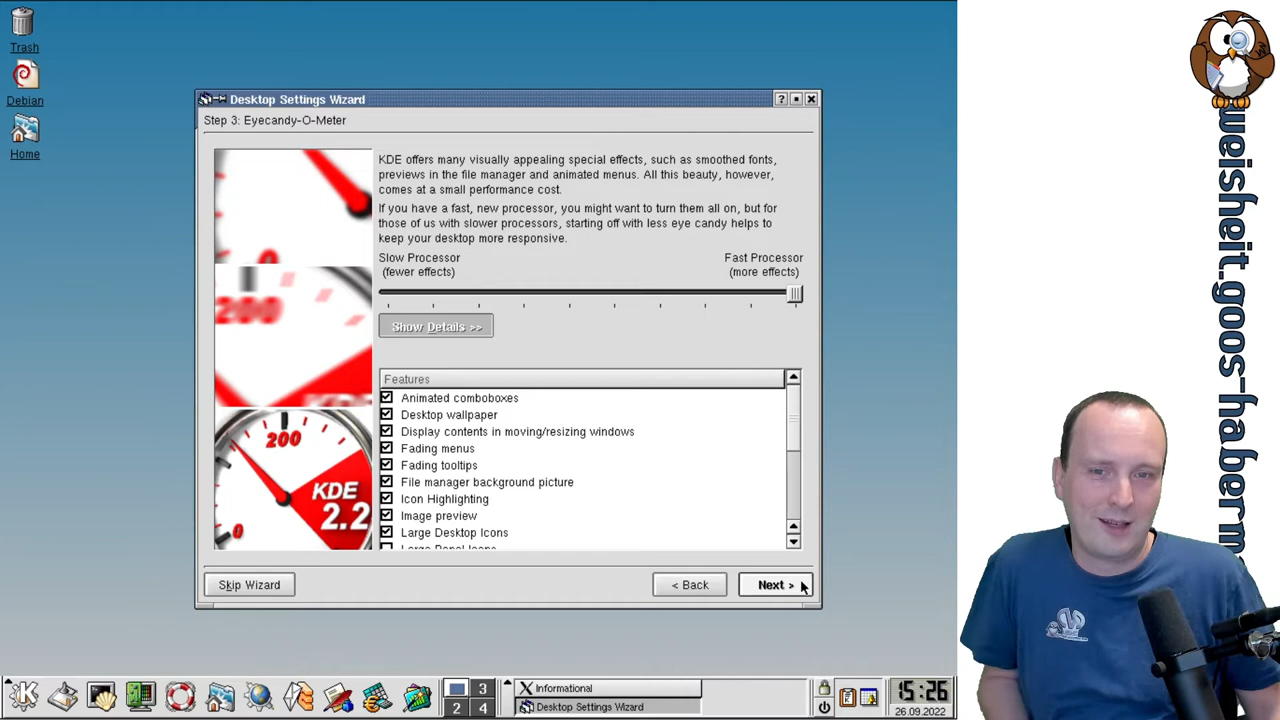 Trash
Debian
Home
Desktop Settings Wizard
Step 3: Eyecandy-O-Meter
KDE offers many visually appealing special effects, such as smoothed fonts,
previews in the file manager and animated menus. All this beauty, however,
comes at a small performance cost.
If you have a fast, new processor, you might want to turn them all on, but for
those of us with slower processors, starting off with less eye candy helps to
keep your desktop more responsive.
Slow Processor
(fewer effects)
Fast Processor
(more effects)
Show Details >>
Features
Animated comboboxes
Desktop wallpaper
Display contents in moving/resizing windows
Fading menus
Fading tooltips
File manager background picture
Icon Highlighting
Image preview
Large Desktop Icons
Large Panel Icons
0
200
200
KDE
2.2
0
Skip Wizard
< Back
Next >
3
2
4
Informational
Desktop Settings Wizard
15:26
26.09.2022
weisheit.goos-haberm